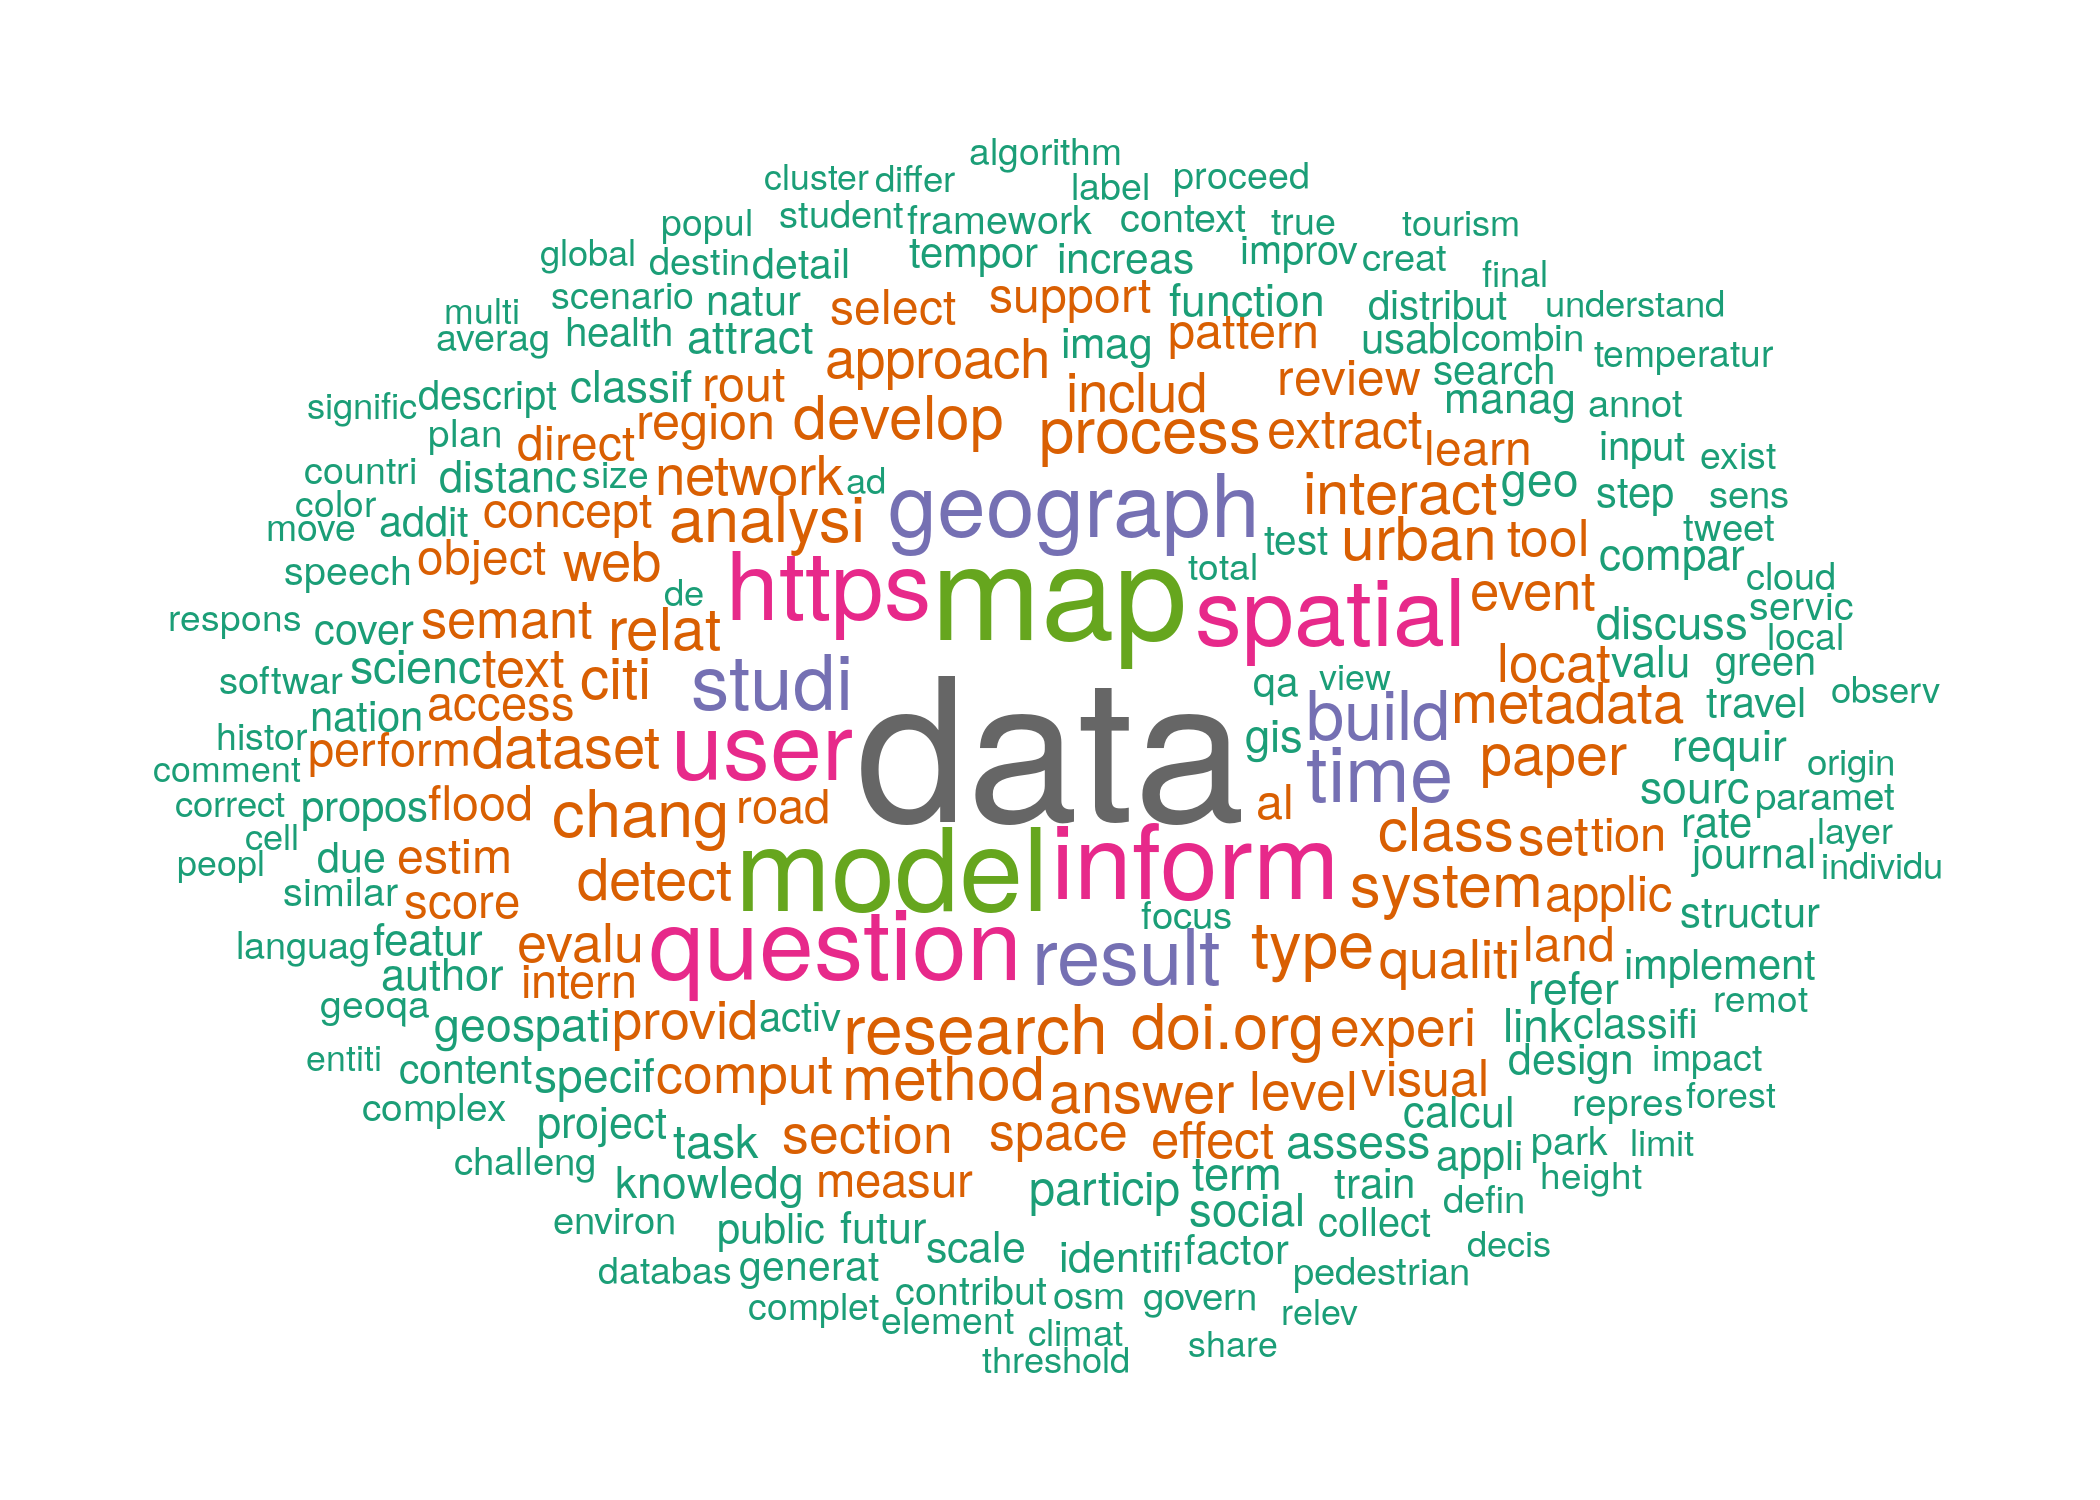 algorithm
cluster differ label proceed
popul student framework context true tourism
global destin detail tempor increas improv creat final
multi scenario natur select support function distribut understand
averag health attract approach imag pattern usabl combin temperatur
signific descript classif rout includ review search manag annot
plan direct region develop process extract learn input exist
countri distanc size network ad geograph interact geo step sens
color move addit concept analysi test urban tool compar tweet
speech object web de https map total spatial event cloud servic
respons cover semant relat discuss local
softwar scienc text citi studi qa view locat valu green observ
histor nation access user data gis build metadata travel
comment perform dataset time paper requir origin
correct propos flood chang road al sourc paramet
cell peopl due estim model inform class set tion rate journal layer individu
similar score detect question focus system applic structur
languag featur evalu result type qualiti land implement
author intern refer remot
geoqa geospati provid activ research doi.org experi link classifi
entiti content specif comput method answer level visual design impact
complex project calcul repres forest
challeng task section space effect assess appli park limit
knowledg measur particip term train defin height
environ public futur social collect
databas generat scale identifi factor decis pedestrian
complet contribut osm govern relev
element climat share
threshold